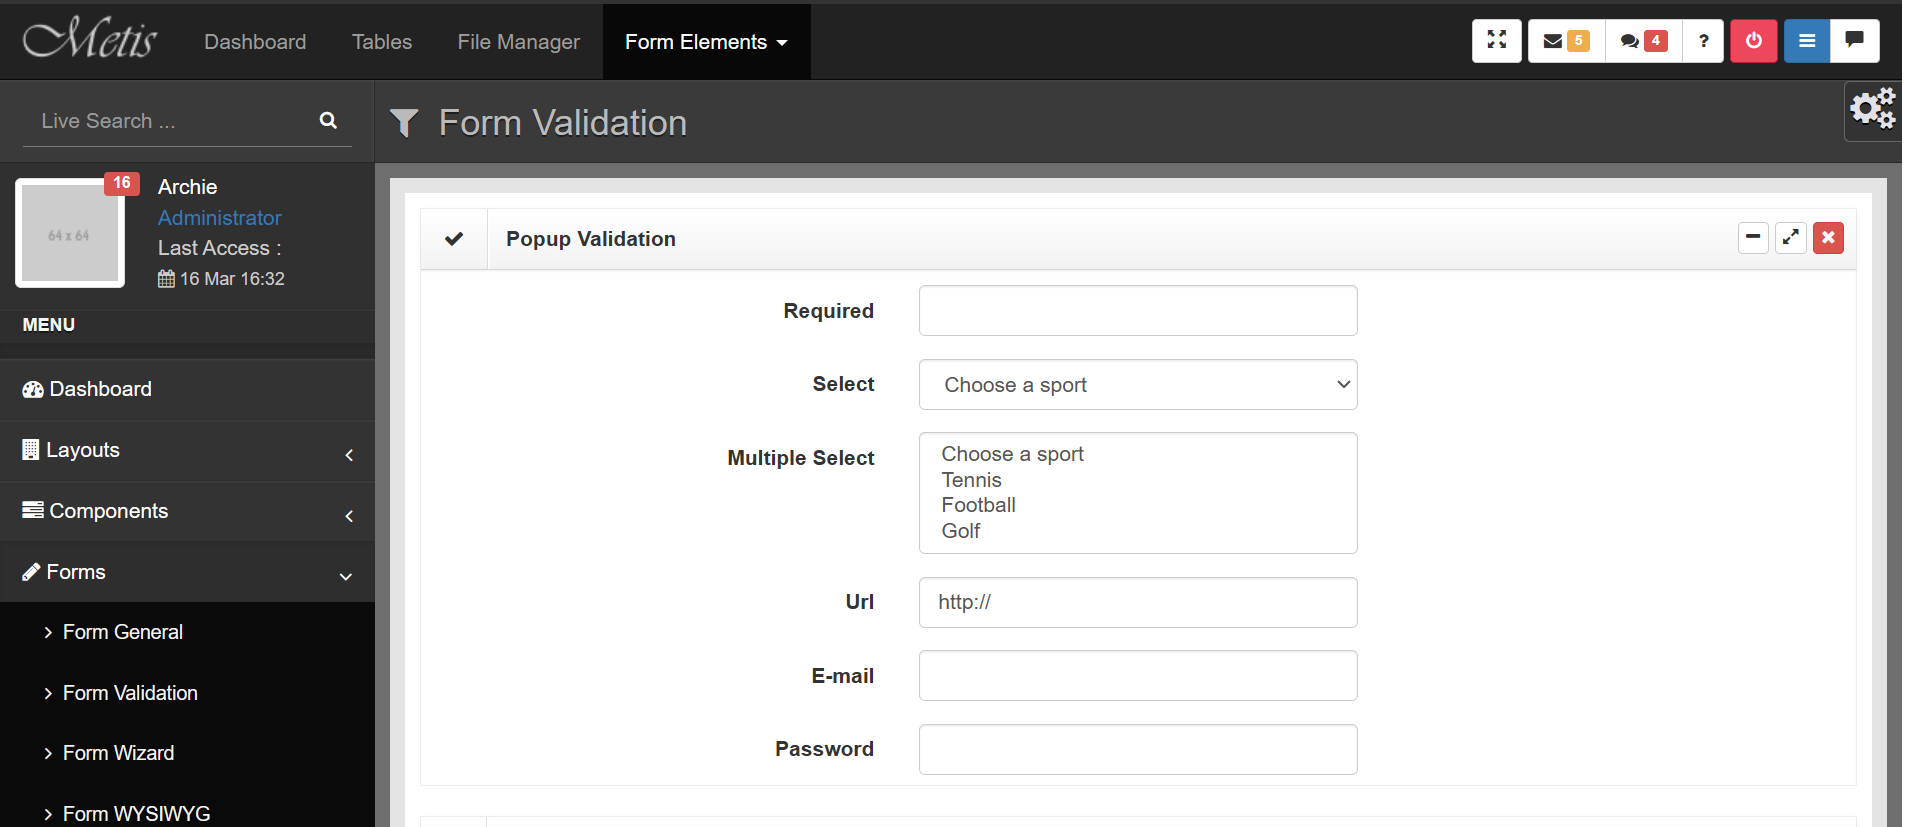 Metis
Dashboard
Tables
File Manager
Form Elements
5
4
?
Live Search ...
Form Validation
16
64 x 64
Archie
Administrator
Last Access :
16 Mar 16:32
MENU
Dashboard
Layouts
Components
Forms
Form General
Form Validation
Form Wizard
Form WYSIWYG
Popup Validation
Required
Select
Choose a sport
Multiple Select
Choose a sport
Tennis
Football
Golf
Url
http://
E-mail
Password